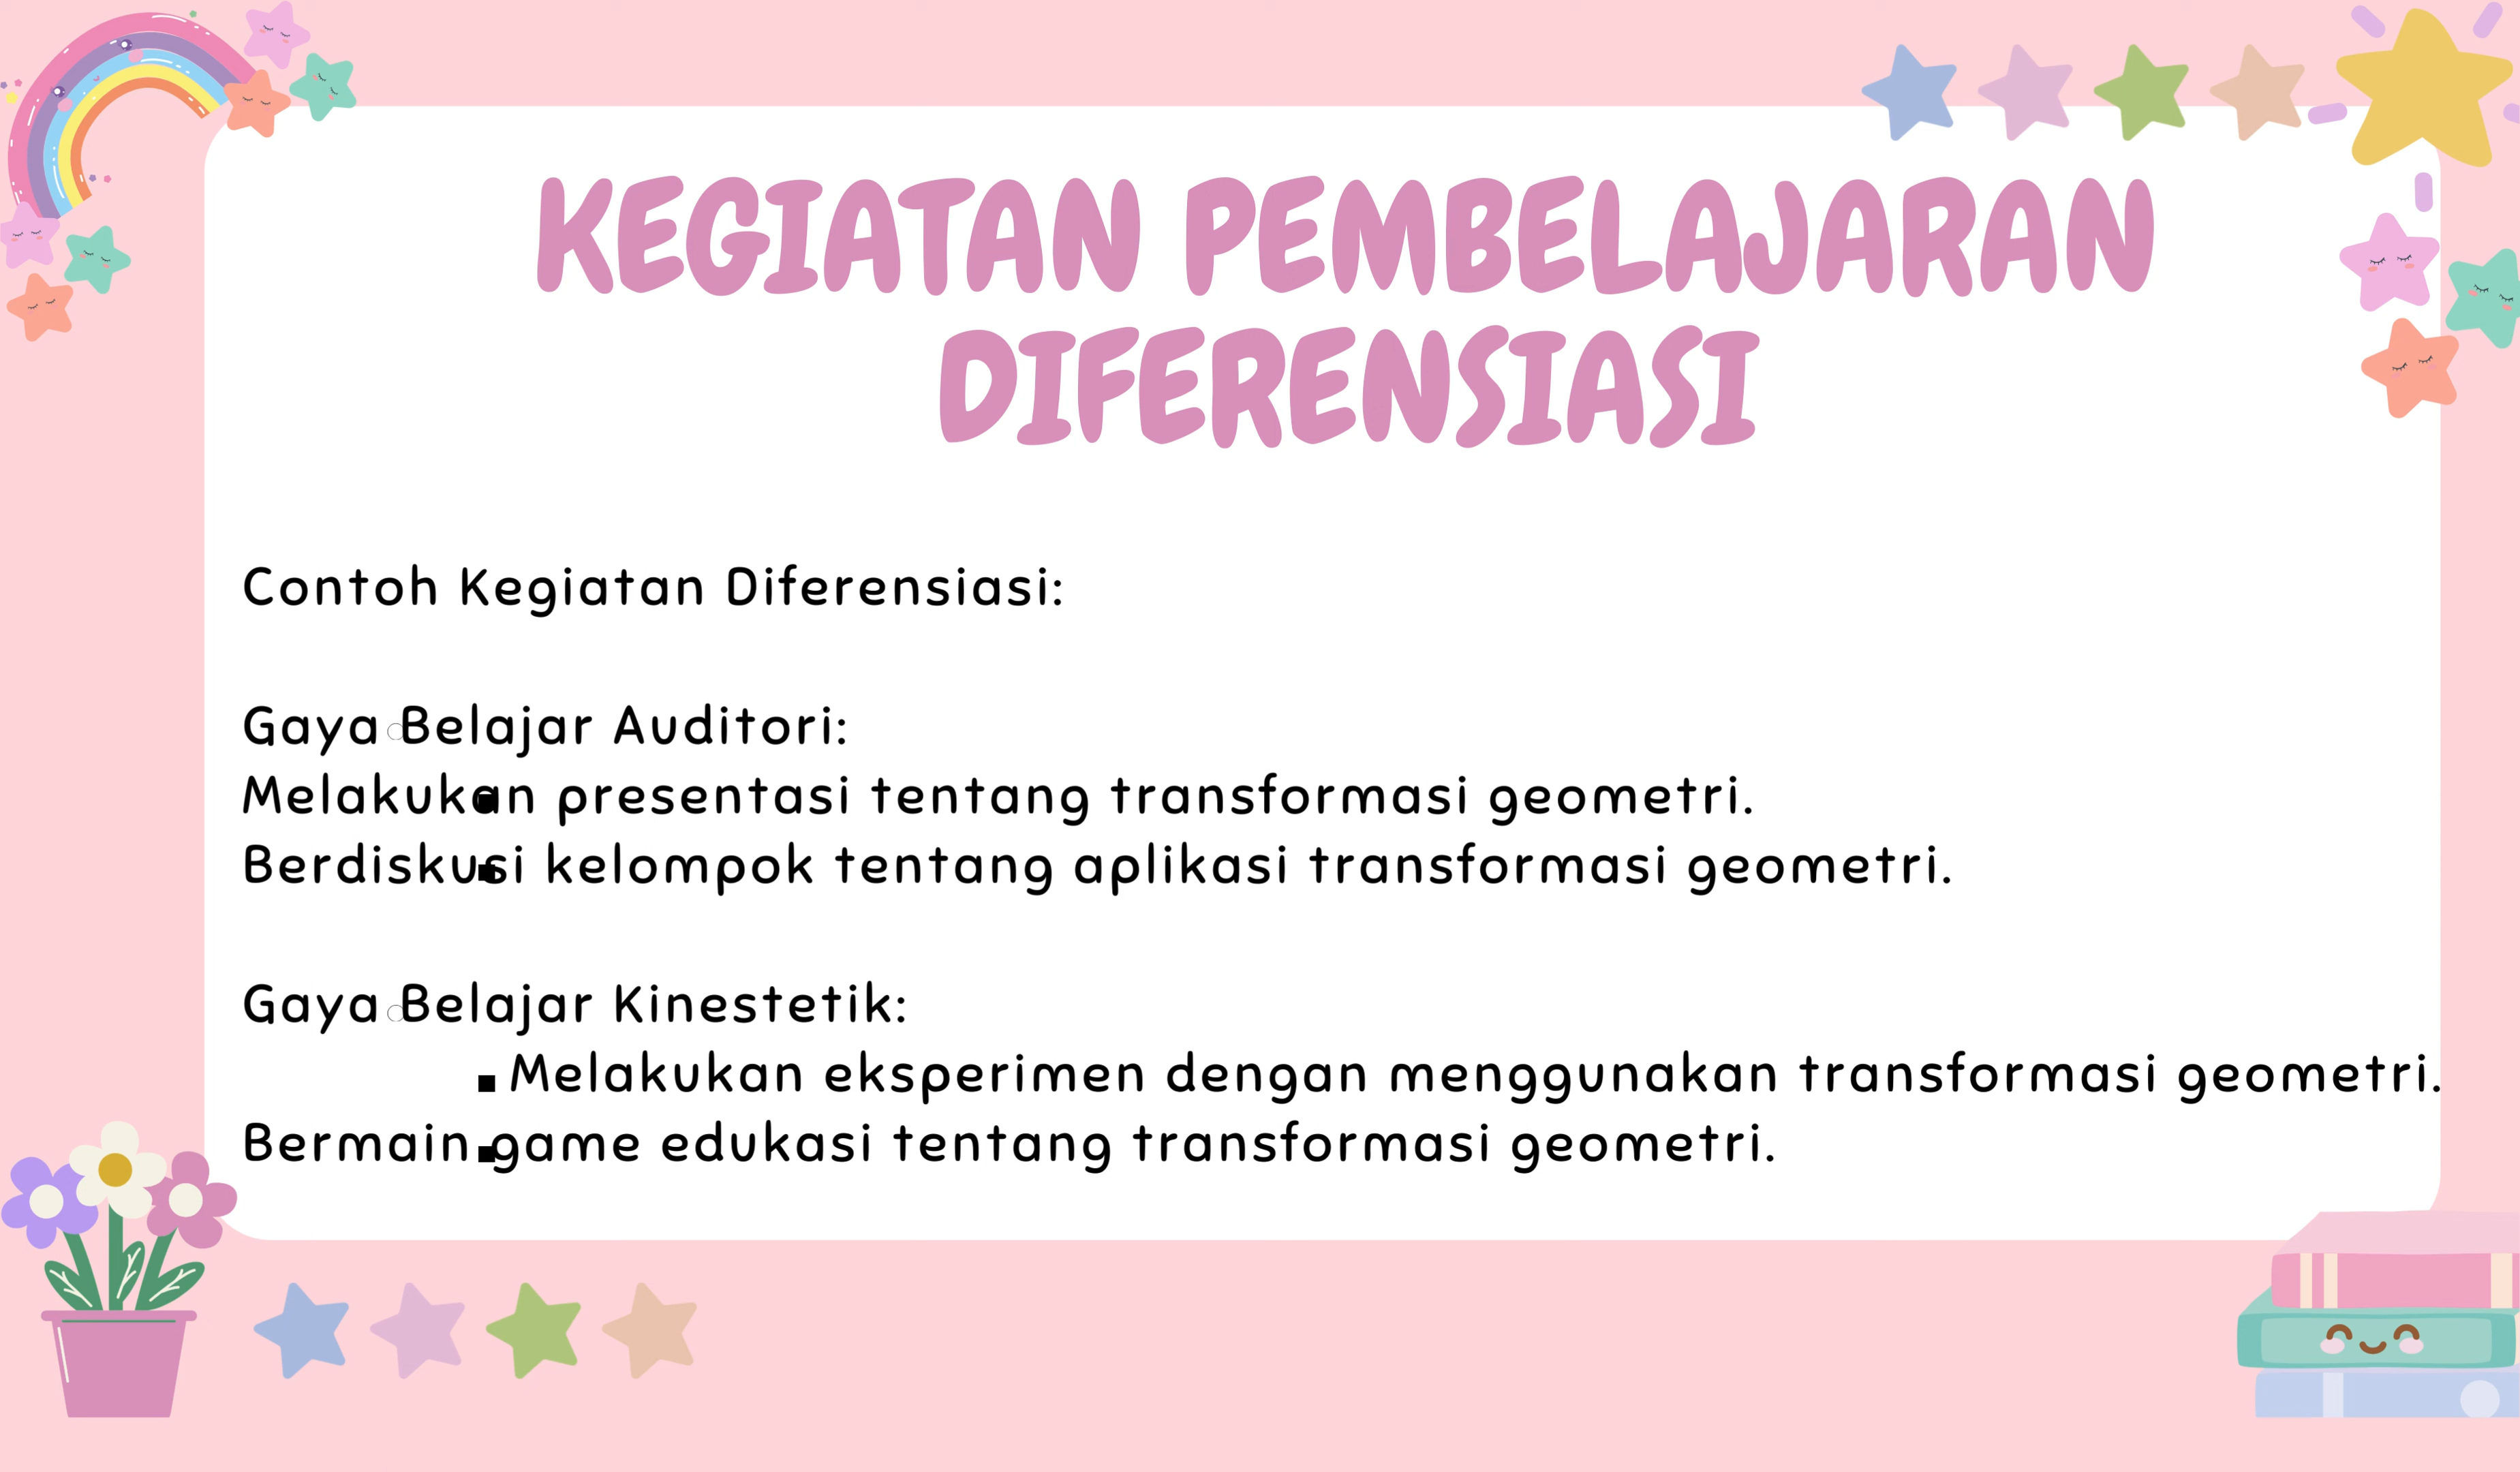 KEGIATAN PEMBELAJARAN
DIFERENSIASI
Contoh Kegiatan Diferensiasi:
Gaya Belajar Auditori:
Melakukan presentasi tentang transformasi geometri.
Berdiskusi kelompok tentang aplikasi transformasi geometri.
Gaya Belajar Kinestetik:
▪ Melakukan eksperimen dengan menggunakan transformasi geometri.
Bermain game edukasi tentang transformasi geometri.